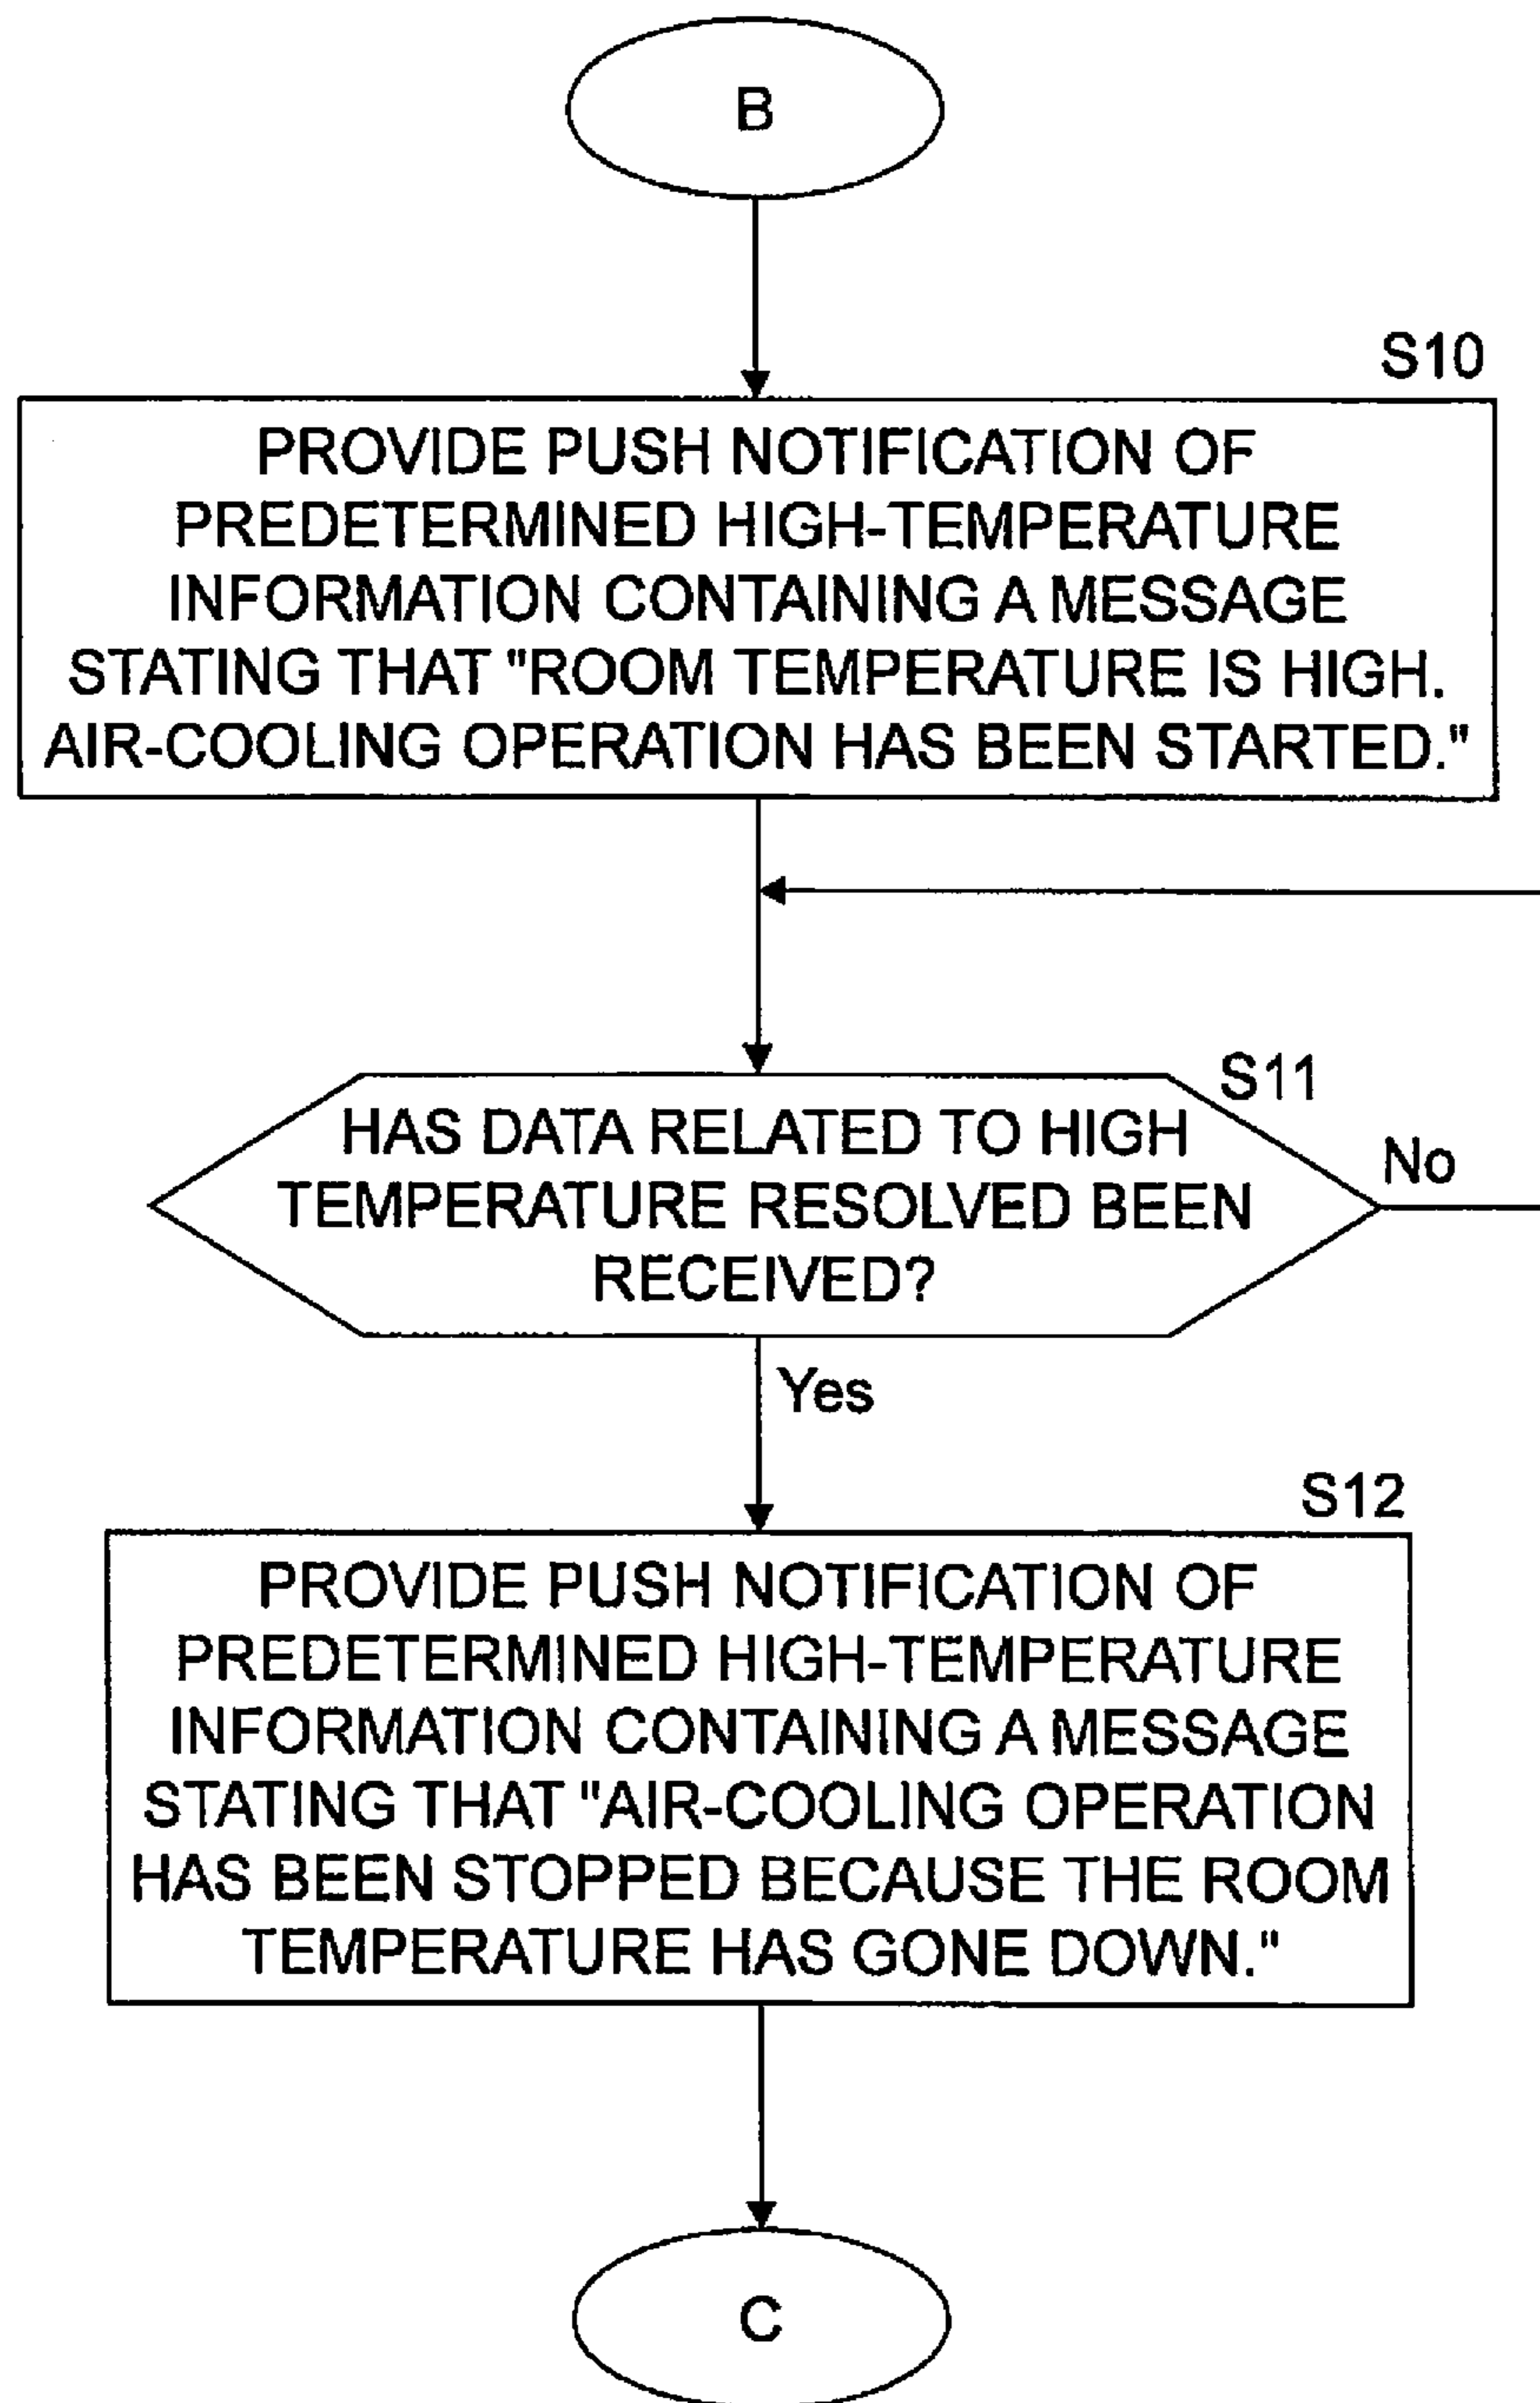 B
S10
PROVIDE PUSH NOTIFICATION OF
PREDETERMINED HIGH-TEMPERATURE
INFORMATION CONTAINING A MESSAGE
STATING THAT "ROOM TEMPERATURE IS HIGH.
AIR-COOLING OPERATION HAS BEEN STARTED."
S11
HAS DATA RELATED TO HIGH
TEMPERATURE RESOLVED BEEN
RECEIVED?
No
Yes
S12
PROVIDE PUSH NOTIFICATION OF
PREDETERMINED HIGH-TEMPERATURE
INFORMATION CONTAINING A MESSAGE
STATING THAT "AIR-COOLING OPERATION
HAS BEEN STOPPED BECAUSE THE ROOM
TEMPERATURE HAS GONE DOWN."
C